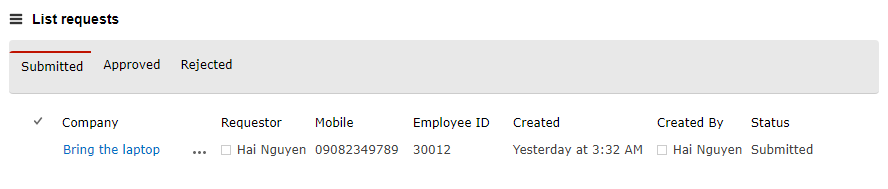 List requests
Submitted Approved Rejected
Company Requestor Mobile Employee ID Created Created By Status
Bring the laptop ... Hai Nguyen 09082349789 30012 Yesterday at 3:32 AM Hai Nguyen Submitted